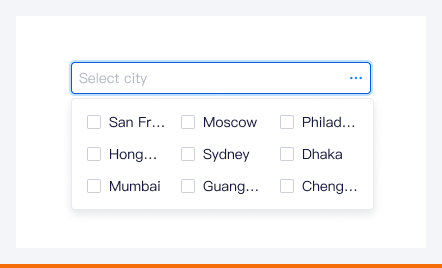 Select city
San Fr... Moscow Philad...
Hong... Sydney Dhaka
Mumbai Guang... Cheng...